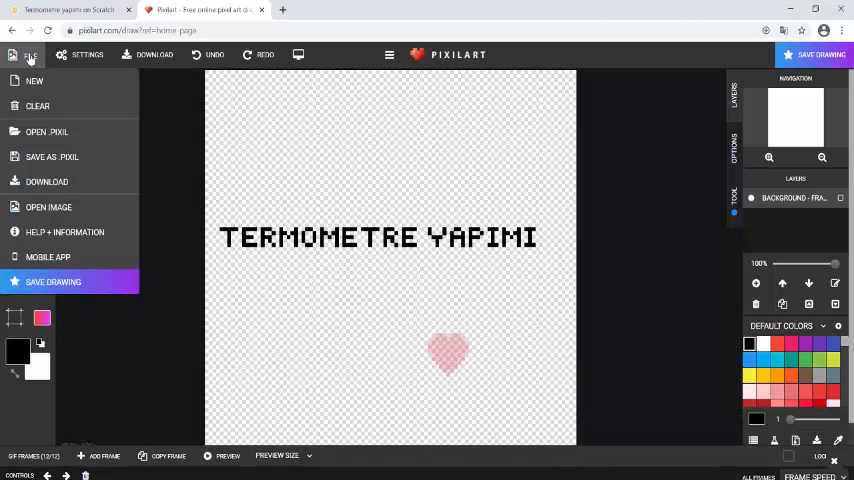 Termometre yapımı on Scratch
Pixilart - Free online pixel art dra
pixilart.com/draw?ref=home-page
FILE
SETTINGS
DOWNLOAD
UNDO
REDO
PIXILART
SAVE DRAWING
NEW
CLEAR
OPEN .PIXIL
SAVE AS .PIXIL
DOWNLOAD
OPEN IMAGE
HELP + INFORMATION
MOBILE APP
SAVE DRAWING
TERMOMETRE YAPIMI
LAYERS
OPTIONS
TOOL
NAVIGATION
LAYERS
BACKGROUND - FRA...
100%
DEFAULT COLORS
1
GIF FRAMES (12/12)
ADD FRAME
COPY FRAME
PREVIEW
PREVIEW SIZE
CONTROLS
ALL FRAMES
FRAME SPEED